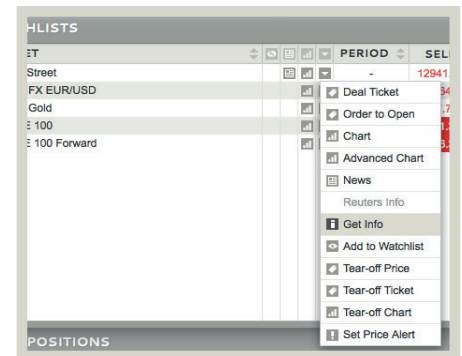 HLISTS
ET PERIOD SEL
Street - 12941.
FX EUR/USD 64
Gold .7
E 100
E 100 Forward
Deal Ticket
Order to Open
Chart
Advanced Chart
News
Reuters Info
Get Info
Add to Watchlist
Tear-off Price
Tear-off Ticket
Tear-off Chart
Set Price Alert
POSITIONS